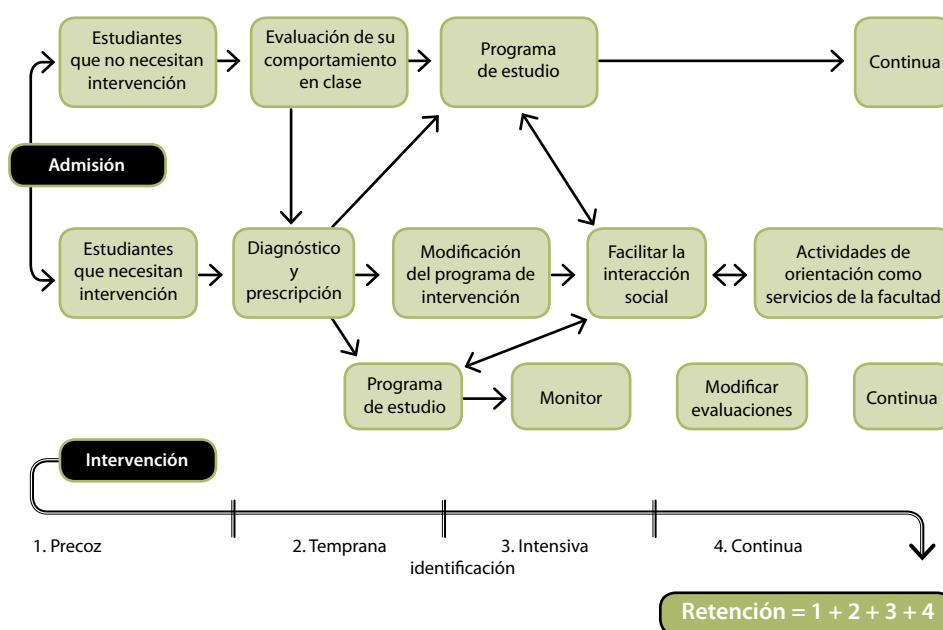 Estudiantes
que no necesitan
intervención
Evaluación de su
comportamiento
en clase
Programa
de estudio
Continua
Admisión
Estudiantes
que necesitan
intervención
Diagnóstico
y
prescripción
Modificación
del programa de
intervención
Facilitar la
interacción
social
Actividades de
orientación como
servicios de la facultad
Programa
de estudio
Monitor
Modificar
evaluaciones
Continua
Intervención
1. Precoz
2. Temprana
3. Intensiva
4. Continua
identificación
Retención = 1 + 2 + 3 + 4